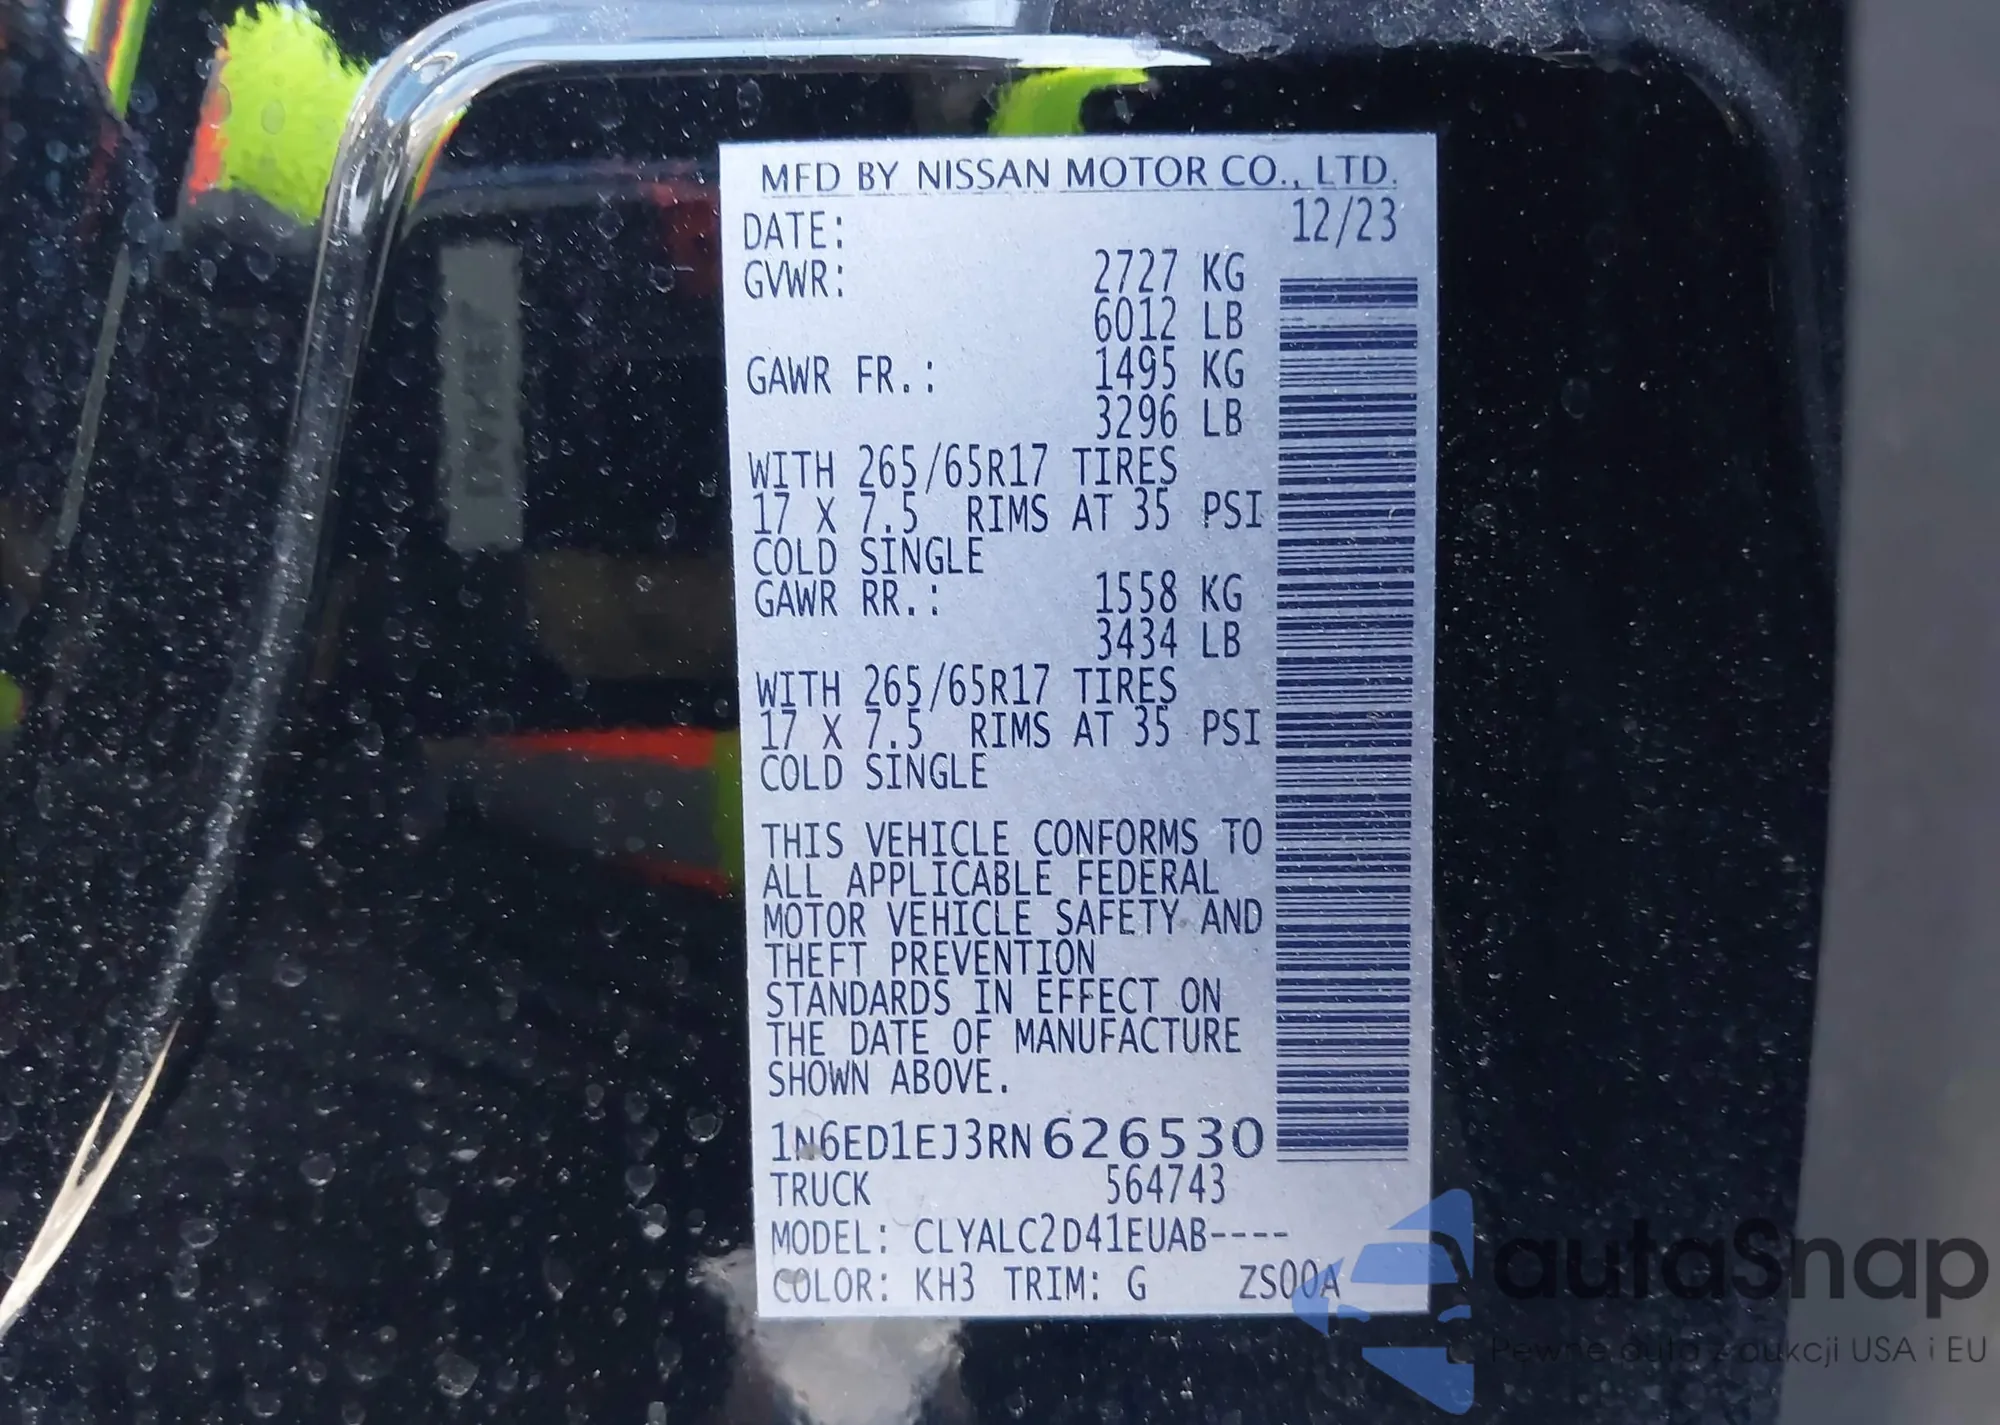 MFD BY NISSAN MOTOR CO., LTD.
DATE: 12/23
GVWR: 2727 KG
6012 LB
GAWR FR.: 1495 KG
3296 LB
WITH 265/65R17 TIRES
17 X 7.5 RIMS AT 35 PSI
COLD SINGLE
GAWR RR.: 1558 KG
3434 LB
WITH 265/65R17 TIRES
17 X 7.5 RIMS AT 35 PSI
COLD SINGLE
THIS VEHICLE CONFORMS TO
ALL APPLICABLE FEDERAL
MOTOR VEHICLE SAFETY AND
THEFT PREVENTION
STANDARDS IN EFFECT ON
THE DATE OF MANUFACTURE
SHOWN ABOVE.
1N6ED1EJ3RN626530
TRUCK 564743
MODEL: CLYALC2D41EUAB----
COLOR: KH3 TRIM: G ZS00A
autaSnap
Pewne auta z aukcji USA i EU